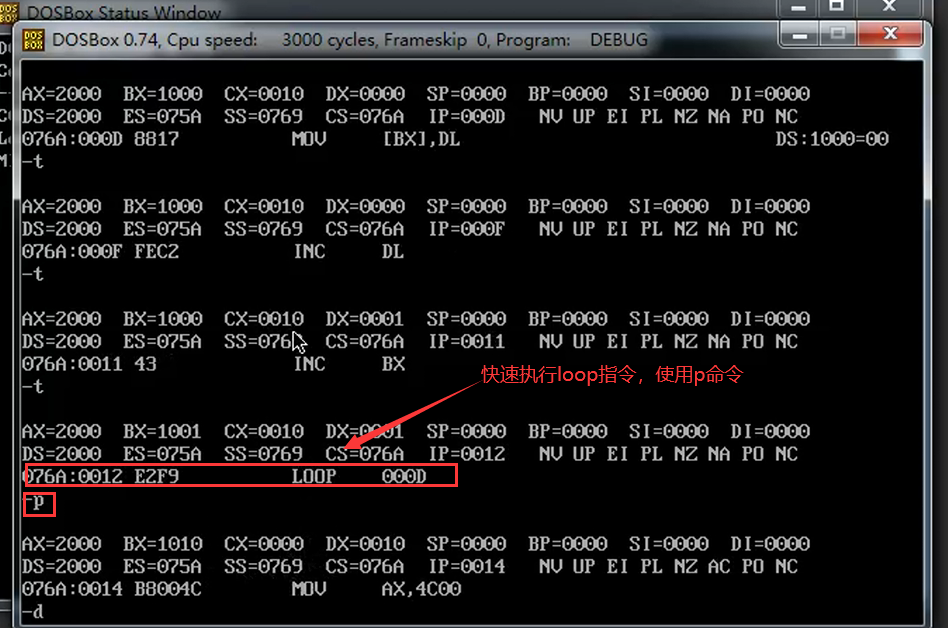 DOSBox Status Window
DOSBox 0.74, Cpu speed: 3000 cycles, Frameskip 0, Program: DEBUG
AX=2000 BX=1000 CX=0010 DX=0000 SP=0000 BP=0000 SI=0000 DI=0000
DS=2000 ES=075A SS=0769 CS=076A IP=000D NV UP EI PL NZ NA PO NC
076A:000D 8817 MOV [BX],DL DS:1000=00
-t
AX=2000 BX=1000 CX=0010 DX=0000 SP=0000 BP=0000 SI=0000 DI=0000
DS=2000 ES=075A SS=0769 CS=076A IP=000F NV UP EI PL NZ NA PO NC
076A:000F FEC2 INC DL
-t
AX=2000 BX=1000 CX=0010 DX=0001 SP=0000 BP=0000 SI=0000 DI=0000
DS=2000 ES=075A SS=076 CS=076A IP=0011 NV UP EI PL NZ NA PO NC
076A:0011 43 INC BX
-t
快速执行loop指令，使用p命令
AX=2000 BX=1001 CX=0010 DX=0001 SP=0000 BP=0000 SI=0000 DI=0000
DS=2000 ES=075A SS=0769 CS=076A IP=0012 NV UP EI PL NZ NA PO NC
076A:0012 E2F9 LOOP 000D
-p
AX=2000 BX=1010 CX=0000 DX=0010 SP=0000 BP=0000 SI=0000 DI=0000
DS=2000 ES=075A SS=0769 CS=076A IP=0014 NV UP EI PL NZ AC PO NC
076A:0014 B8004C MOV AX,4C00
-d